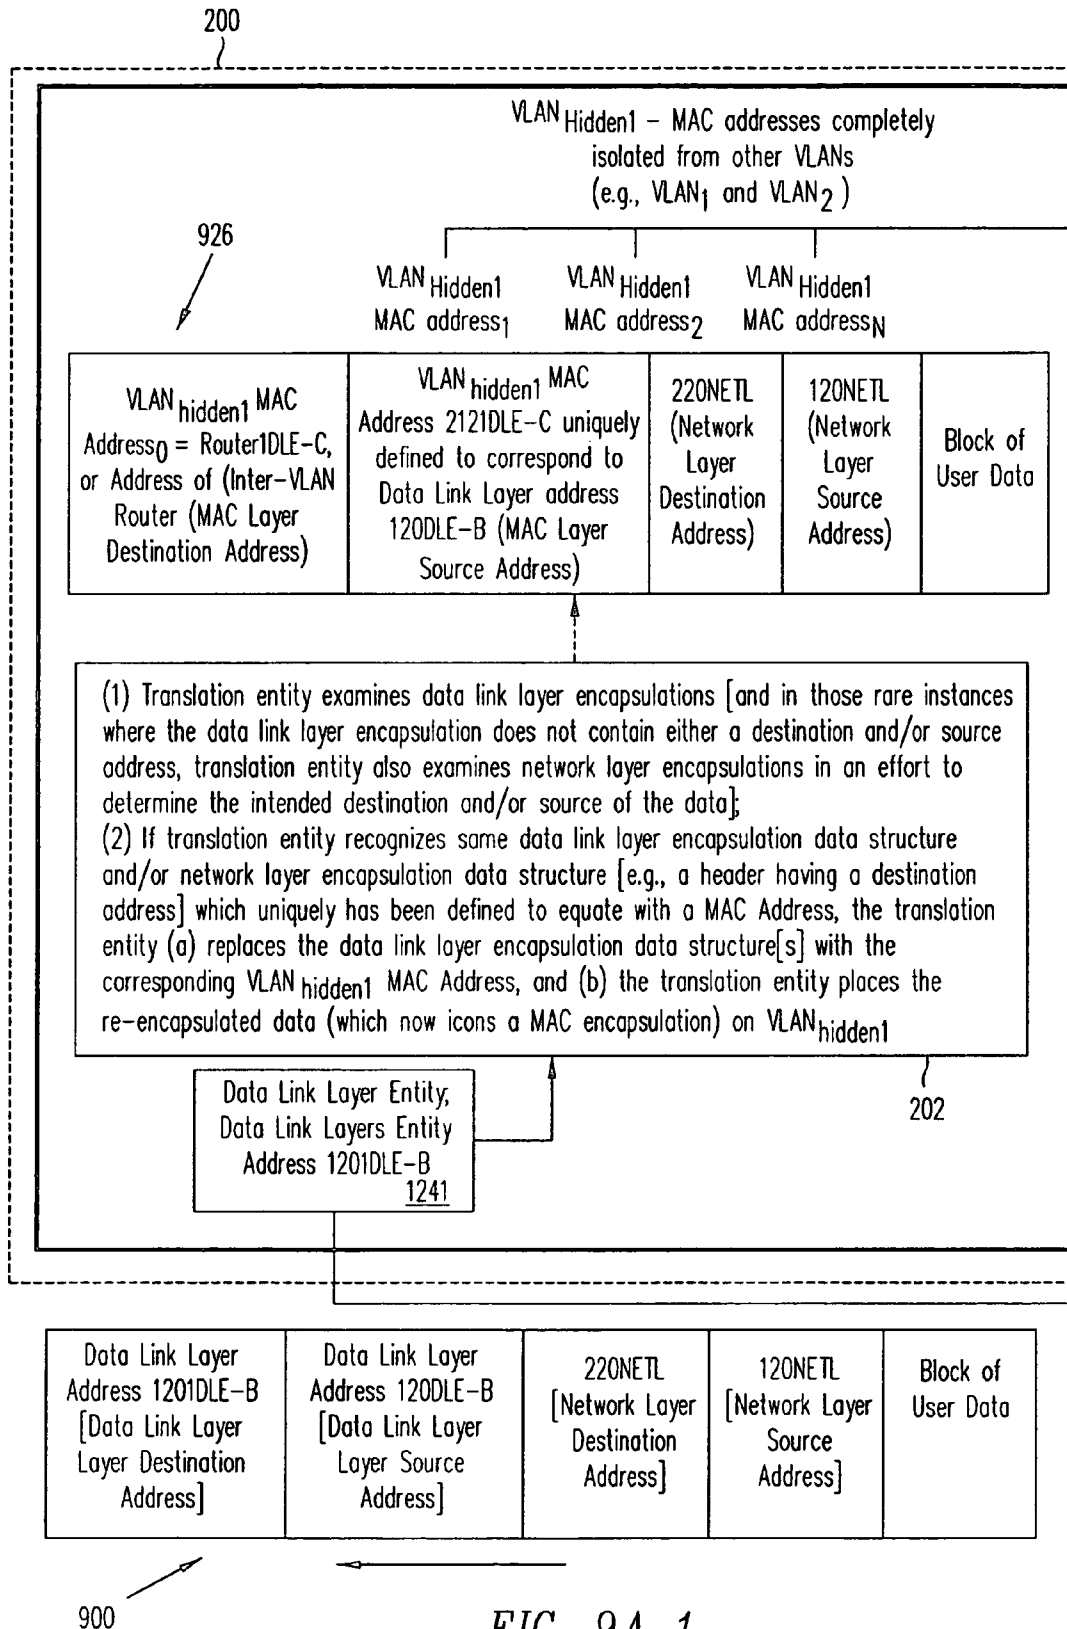 200
VLAN Hidden1 – MAC addresses completely
isolated from other VLANs
(e.g., VLAN1 and VLAN2 )
926
VLAN Hidden1
MAC address1
VLAN Hidden1
MAC address2
VLAN Hidden1
MAC addressN
VLAN hidden1 MAC
Address0 = Router1DLE-C,
or Address of (Inter-VLAN
Router (MAC Layer
Destination Address)
VLAN hidden1 MAC
Address 2121DLE-C uniquely
defined to correspond to
Data Link Layer address
120DLE-B (MAC Layer
Source Address)
220NETL
(Network
Layer
Destination
Address)
120NETL
(Network
Layer
Source
Address)
Block of
User Data
(1) Translation entity examines data link layer encapsulations [and in those rare instances
where the data link layer encapsulation does not contain either a destination and/or source
address, translation entity also examines network layer encapsulations in an effort to
determine the intended destination and/or source of the data];
(2) If translation entity recognizes same data link layer encapsulation data structure
and/or network layer encapsulation data structure [e.g., a header having a destination
address] which uniquely has been defined to equate with a MAC Address, the translation
entity (a) replaces the data link layer encapsulation data structure[s] with the
corresponding VLAN hidden1 MAC Address, and (b) the translation entity places the
re-encapsulated data (which now icons a MAC encapsulation) on VLAN hidden1
202
Data Link Layer Entity;
Data Link Layers Entity
Address 1201DLE-B
1241
Data Link Layer
Address 1201DLE-B
[Data Link Layer
Layer Destination
Address]
Data Link Layer
Address 120DLE-B
[Data Link Layer
Layer Source
Address]
220NETL
[Network Layer
Destination
Address]
120NETL
[Network Layer
Source
Address]
Block of
User Data
900
FIG. 9A-1